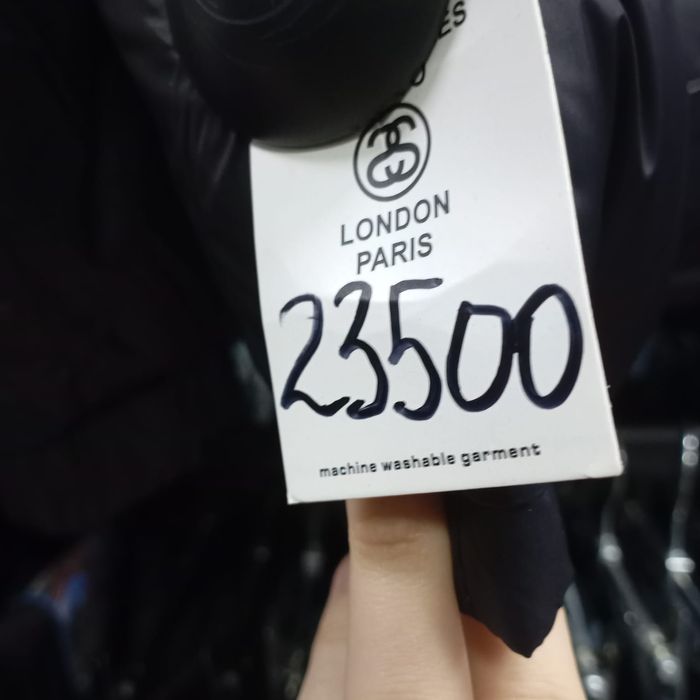 LONDON
PARIS
23500
machine washable garment